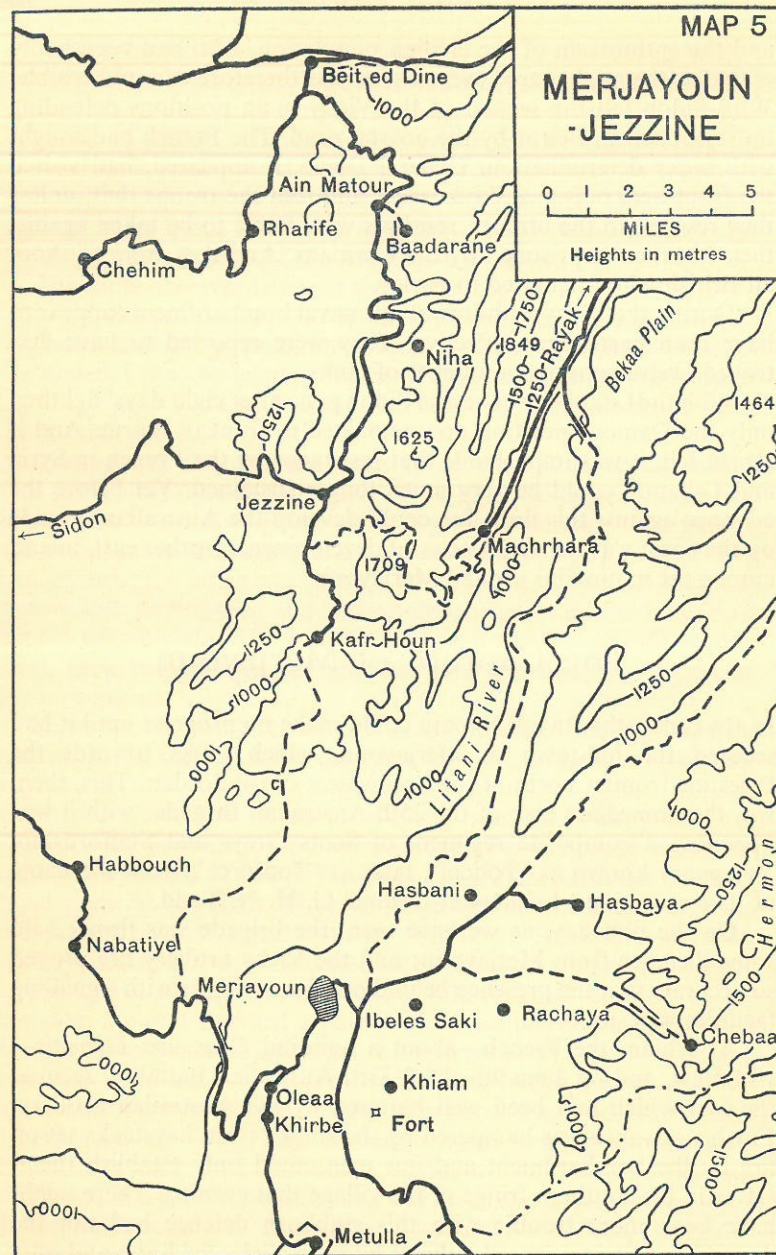 MAP 5
MERJAYOUN
-JEZZINE
0 1 2 3 4 5
MILES
Heights in metres
Beit ed Dine
1000
Ain Matour
Rharife
Baadarane
Chehim
1750
1849
1500
1250
Rayak
Bekaa Plain
Niha
1464
1250
1250
1625
Jezzine
Sidon
Machrhara
1709
1000
Kafr Houn
1250
1000
1250
1000
1000
Litani River
1000
1000
1250
Hermon
Habbouch
Hasbani
Hasbaya
Nabatiye
Merjayoun
1500
Ibeles Saki
Rachaya
Chebaa
1000
Oleaa
Khiam
Khirbe
Fort
1000
1500
1000
Metulla